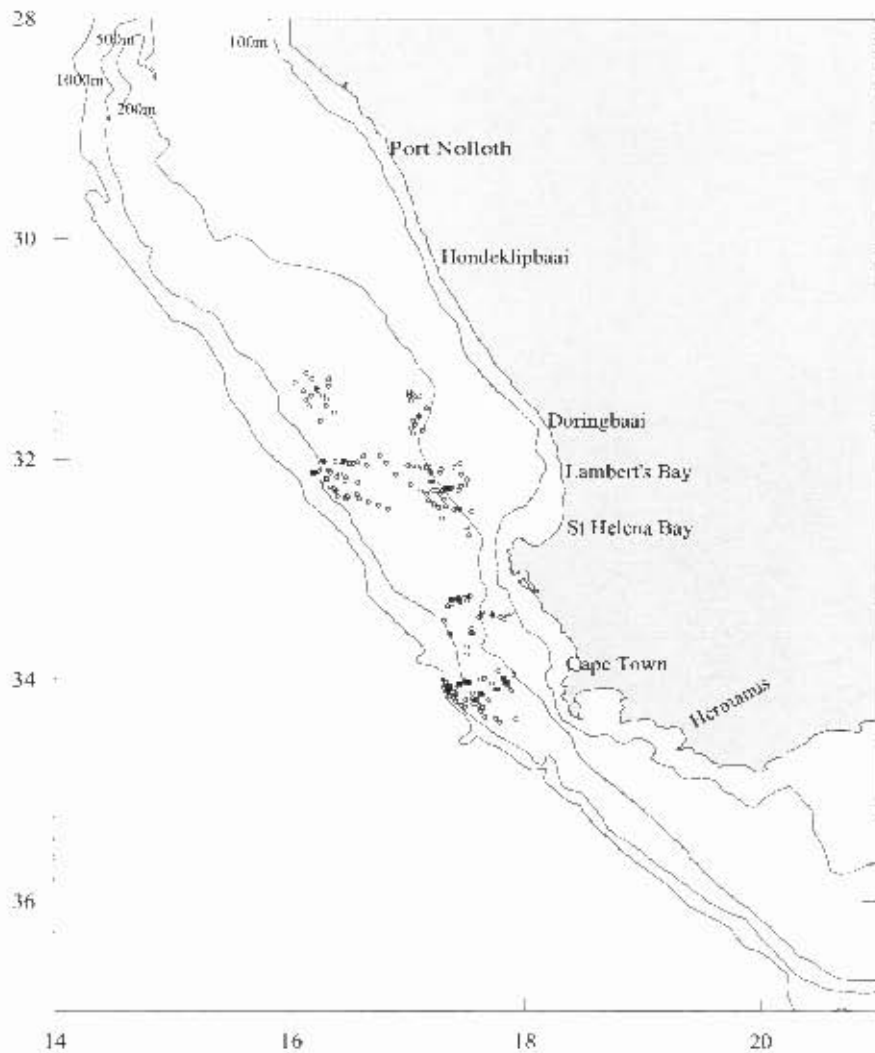 28
500m
100m
1000m
200m
Port Nolloth
30
Hondeklipbaai
Doringbaai
32
Lambert's Bay
St Helena Bay
Cape Town
34
Hermanus
36
14
16
18
20